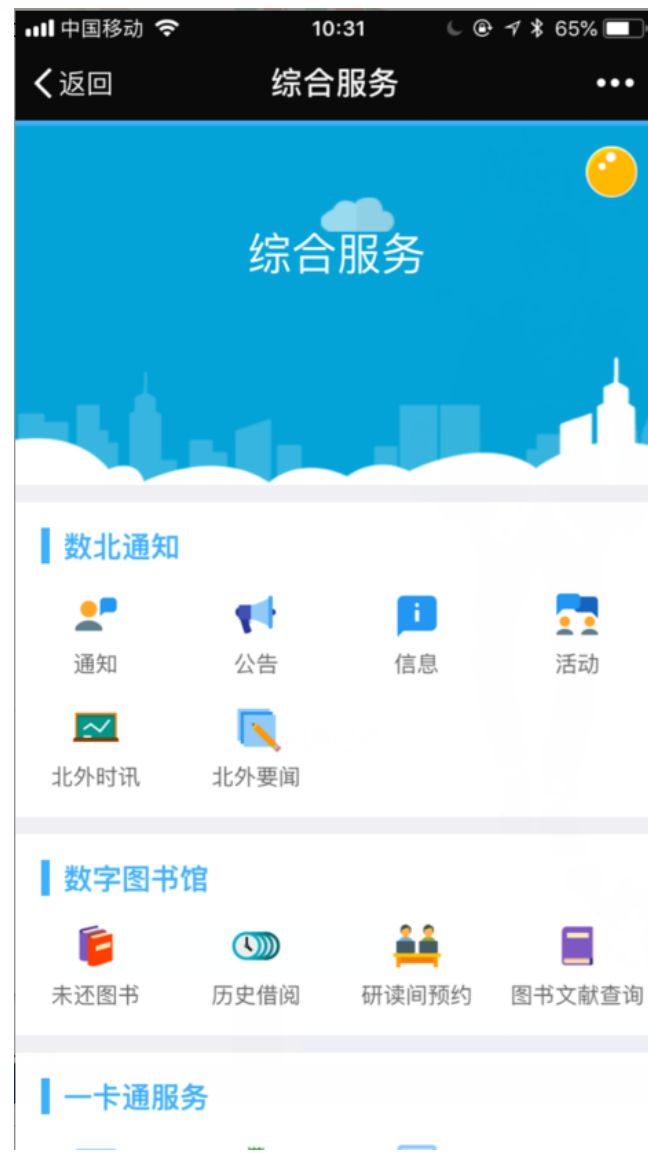 中国移动 10:31 65%
返回 综合服务
综合服务
数北通知
通知 公告 信息 活动
北外时讯 北外要闻
数字图书馆
未还图书 历史借阅 研读间预约 图书文献查询
一卡通服务